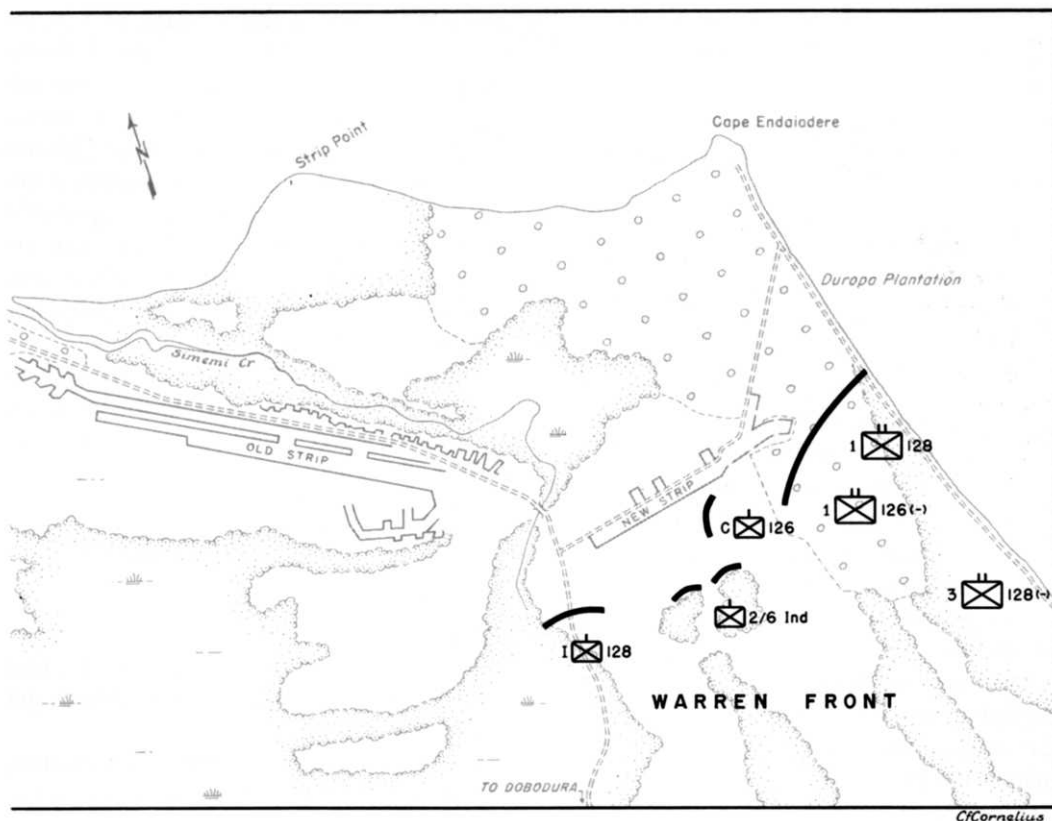 N
Strip Point
Cape Endaiodere
Duropa Plantation
Simemi Cr
OLD STRIP
NEW STRIP
1 128
1 126(-)
C 126
3 128(-)
2/6 Ind
I 128
WARREN FRONT
TO DOBODURA
CfCornelius